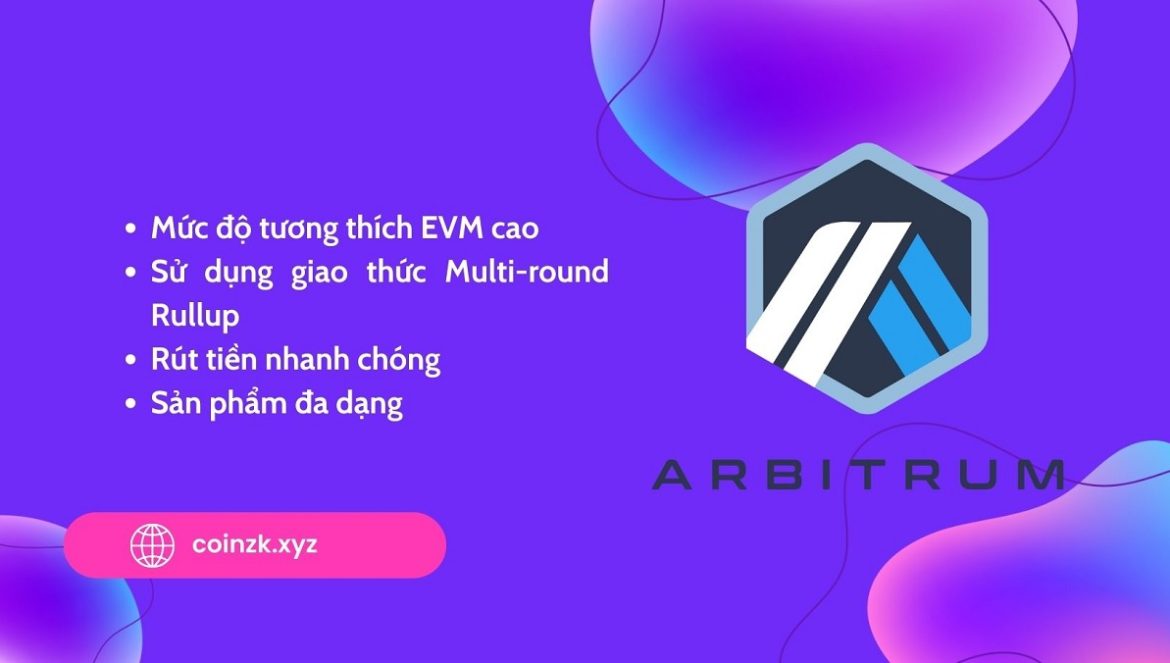 • Mức độ tương thích EVM cao
• Sử dụng giao thức Multi-round
Rullup
• Rút tiền nhanh chóng
• Sản phẩm đa dạng
ARBITRUM
coinzk.xyz